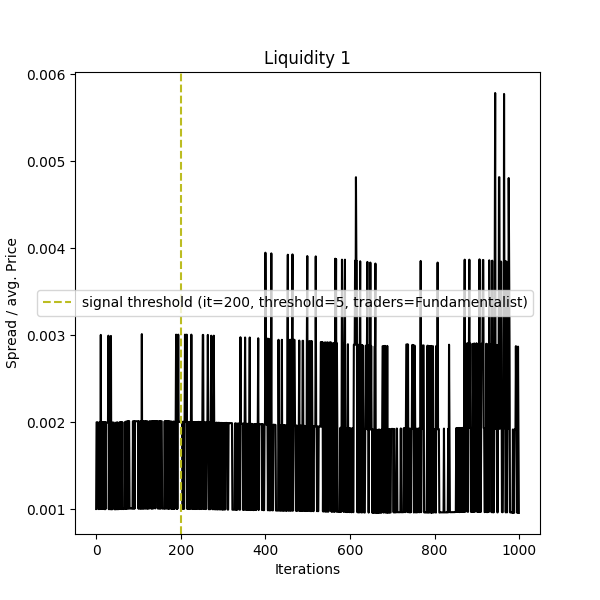 Liquidity 1
0.006
0.005
0.004
0.003
0.002
0.001
Spread / avg. Price
signal threshold (it=200, threshold=5, traders=Fundamentalist)
0 200 400 600 800 1000
Iterations